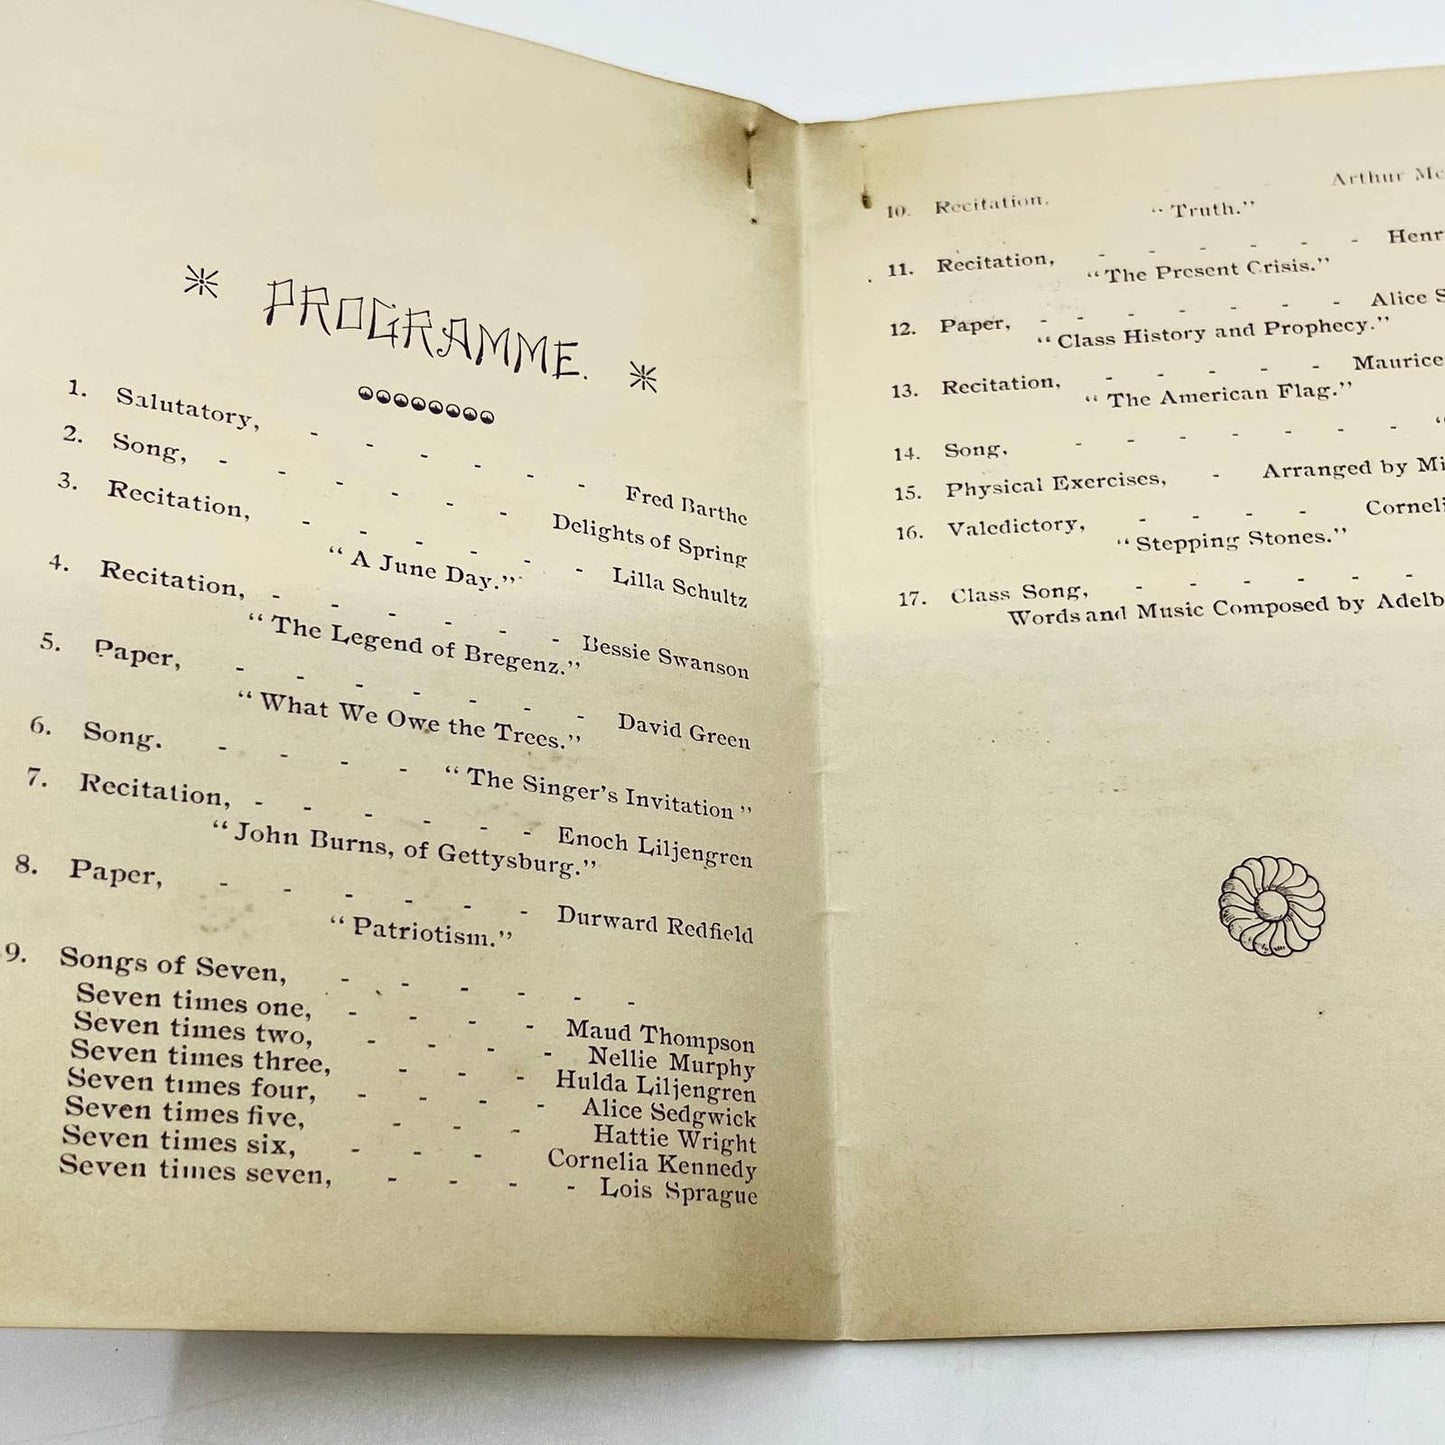 PROGRAMME.
1. Salutatory, - - - - - - Fred Barthe
2. Song, - - - - - - Delights of Spring
3. Recitation, - - - - - - Lilla Schultz
"A June Day."
4. Recitation, - - - - - - Bessie Swanson
"The Legend of Bregenz."
5. Paper, - - - - - - - David Green
"What We Owe the Trees."
6. Song. - - - - "The Singer's Invitation"
7. Recitation, - - - - - - Enoch Liljengren
"John Burns, of Gettysburg."
8. Paper, - - - - - - Durward Redfield
"Patriotism."
9. Songs of Seven, - - - - - -
Seven times one, - - - - Maud Thompson
Seven times two, - - - - Nellie Murphy
Seven times three, - - - Hulda Liljengren
Seven times four, - - - - Alice Sedgwick
Seven times five, - - - Hattie Wright
Seven times six, - - - Cornelia Kennedy
Seven times seven, - - - - Lois Sprague
10. Recitation, - - Arthur
"Truth."
11. Recitation, - - - - - -
"The Present Crisis."
12. Paper, - - - - - - Alice
"Class History and Prophecy."
13. Recitation, - - - - - Maurice
"The American Flag."
14. Song, - - - - - - -
15. Physical Exercises, - Arranged by
16. Valedictory, - - - -
"Stepping Stones."
17. Class Song, - - - - - -
Words and Music Composed by